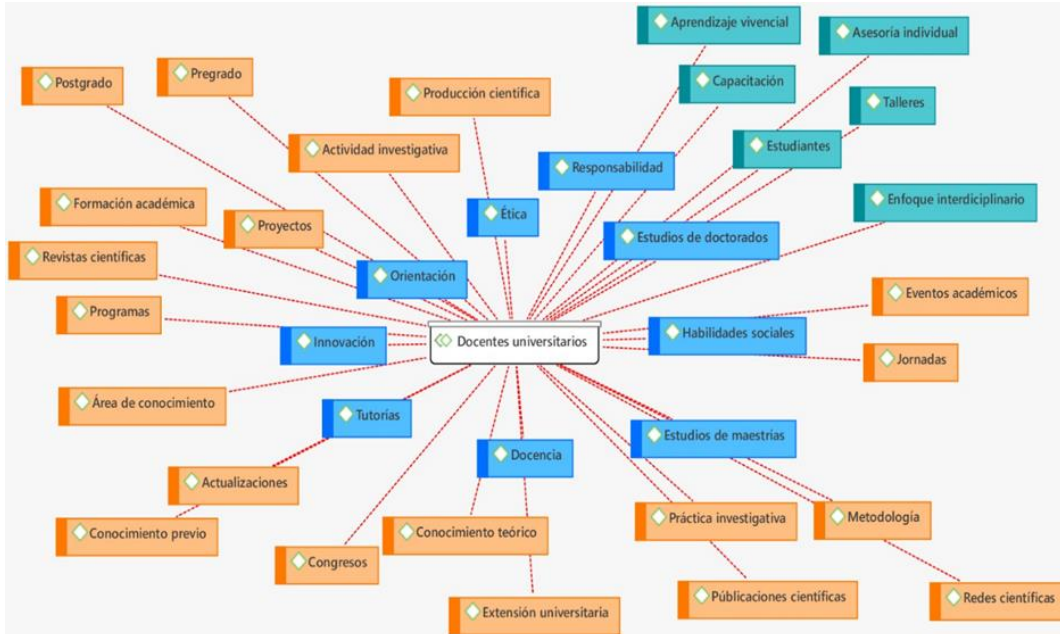 Aprendizaje vivencial
Asesoría individual
Pregrado
Postgrado
Capacitación
Producción científica
Talleres
Estudiantes
Actividad investigativa
Responsabilidad
Enfoque interdiciplinario
Formación académica
Ética
Proyectos
Estudios de doctorados
Revistas científicas
Orientación
Eventos académicos
Programas
Innovación
Docentes universitarios
Habilidades sociales
Jornadas
Área de conocimiento
Tutorías
Estudios de maestrías
Docencia
Actualizaciones
Práctica investigativa
Metodología
Conocimiento previo
Conocimiento teórico
Congresos
Públicaciones científicas
Redes científicas
Extensión universitaria